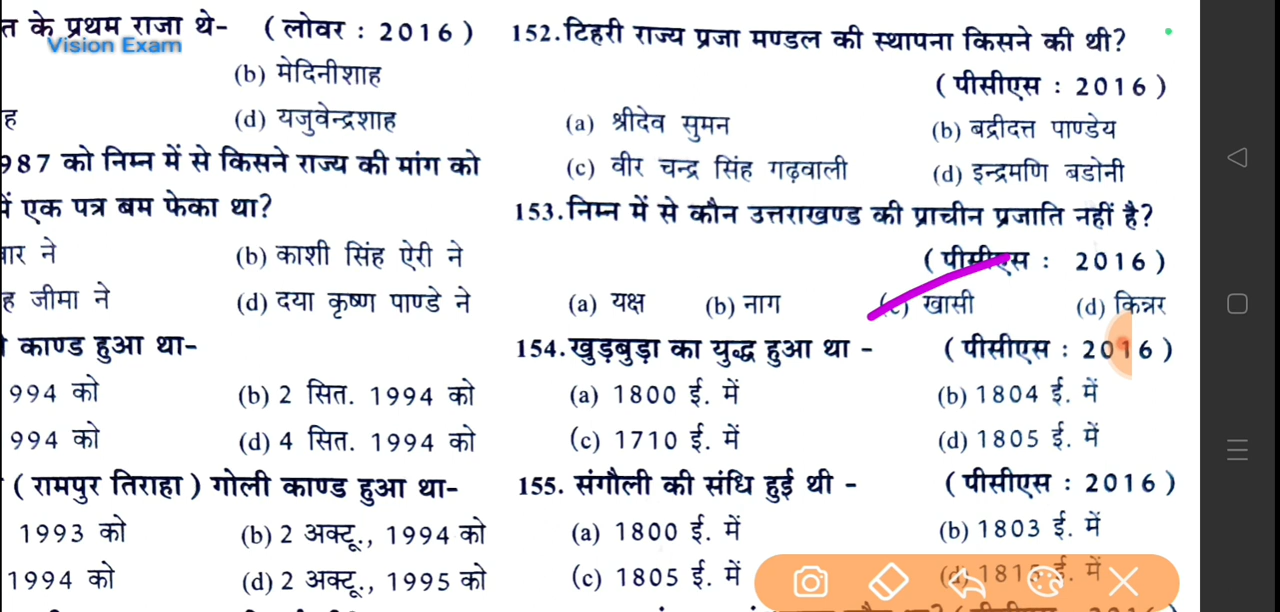 त के प्रथम राजा थे- ( लोवर : 2016 )
Vision Exam
(b) मेदिनीशाह
ह (d) यजुवेन्द्रशाह
987 को निम्न में से किसने राज्य की मांग को
में एक पत्र बम फेका था?
ार ने (b) काशी सिंह ऐरी ने
ह जीमा ने (d) दया कृष्ण पाण्डे ने
काण्ड हुआ था-
994 को (b) 2 सित. 1994 को
994 को (d) 4 सित. 1994 को
( रामपुर तिराहा ) गोली काण्ड हुआ था-
1993 को (b) 2 अक्टू., 1994 को
1994 को (d) 2 अक्टू., 1995 को
152.टिहरी राज्य प्रजा मण्डल की स्थापना किसने की थी?
( पीसीएस : 2016 )
(a) श्रीदेव सुमन (b) बद्रीदत्त पाण्डेय
(c) वीर चन्द्र सिंह गढ़वाली (d) इन्द्रमणि बडोनी
153.निम्न में से कौन उत्तराखण्ड की प्राचीन प्रजाति नहीं है?
( पीसीएस : 2016 )
(a) यक्ष (b) नाग (c) खासी (d) किन्नर
154.खुड़बुड़ा का युद्ध हुआ था - ( पीसीएस : 2016 )
(a) 1800 ई. में (b) 1804 ई. में
(c) 1710 ई. में (d) 1805 ई. में
155. संगौली की संधि हुई थी - ( पीसीएस : 2016 )
(a) 1800 ई. में (b) 1803 ई. में
(c) 1805 ई. में (d) 1815 ई. में